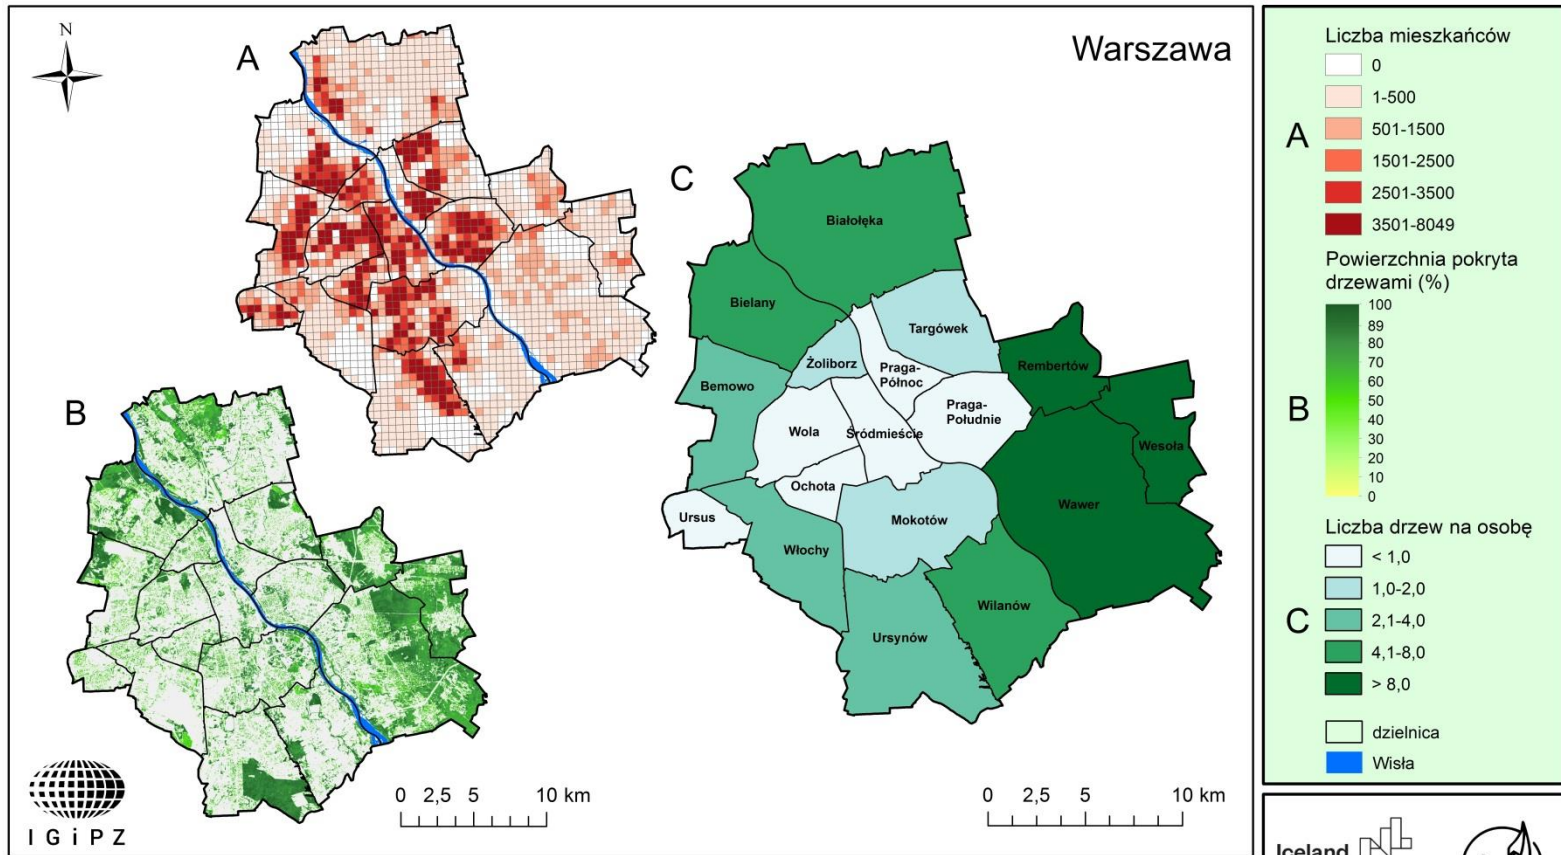 N
A
Warszawa
C
Białołęka
Bielany
Targówek
Żoliborz
Praga-
Północ
Rembertów
Bemowo
Praga-
Południe
Wola
Śródmieście
Wesoła
Ochota
Wawer
Ursus
Mokotów
Włochy
Wilanów
Ursynów
B
IGiPZ
0 2,5 5 10 km
0 2,5 5 10 km
Liczba mieszkańców
0
1-500
A
501-1500
1501-2500
2501-3500
3501-8049
Powierzchnia pokryta
drzewami (%)
100
89
80
70
60
B
50
40
30
20
10
0
Liczba drzew na osobę
< 1,0
1,0-2,0
C
2,1-4,0
4,1-8,0
> 8,0
dzielnica
Wisła
Iceland